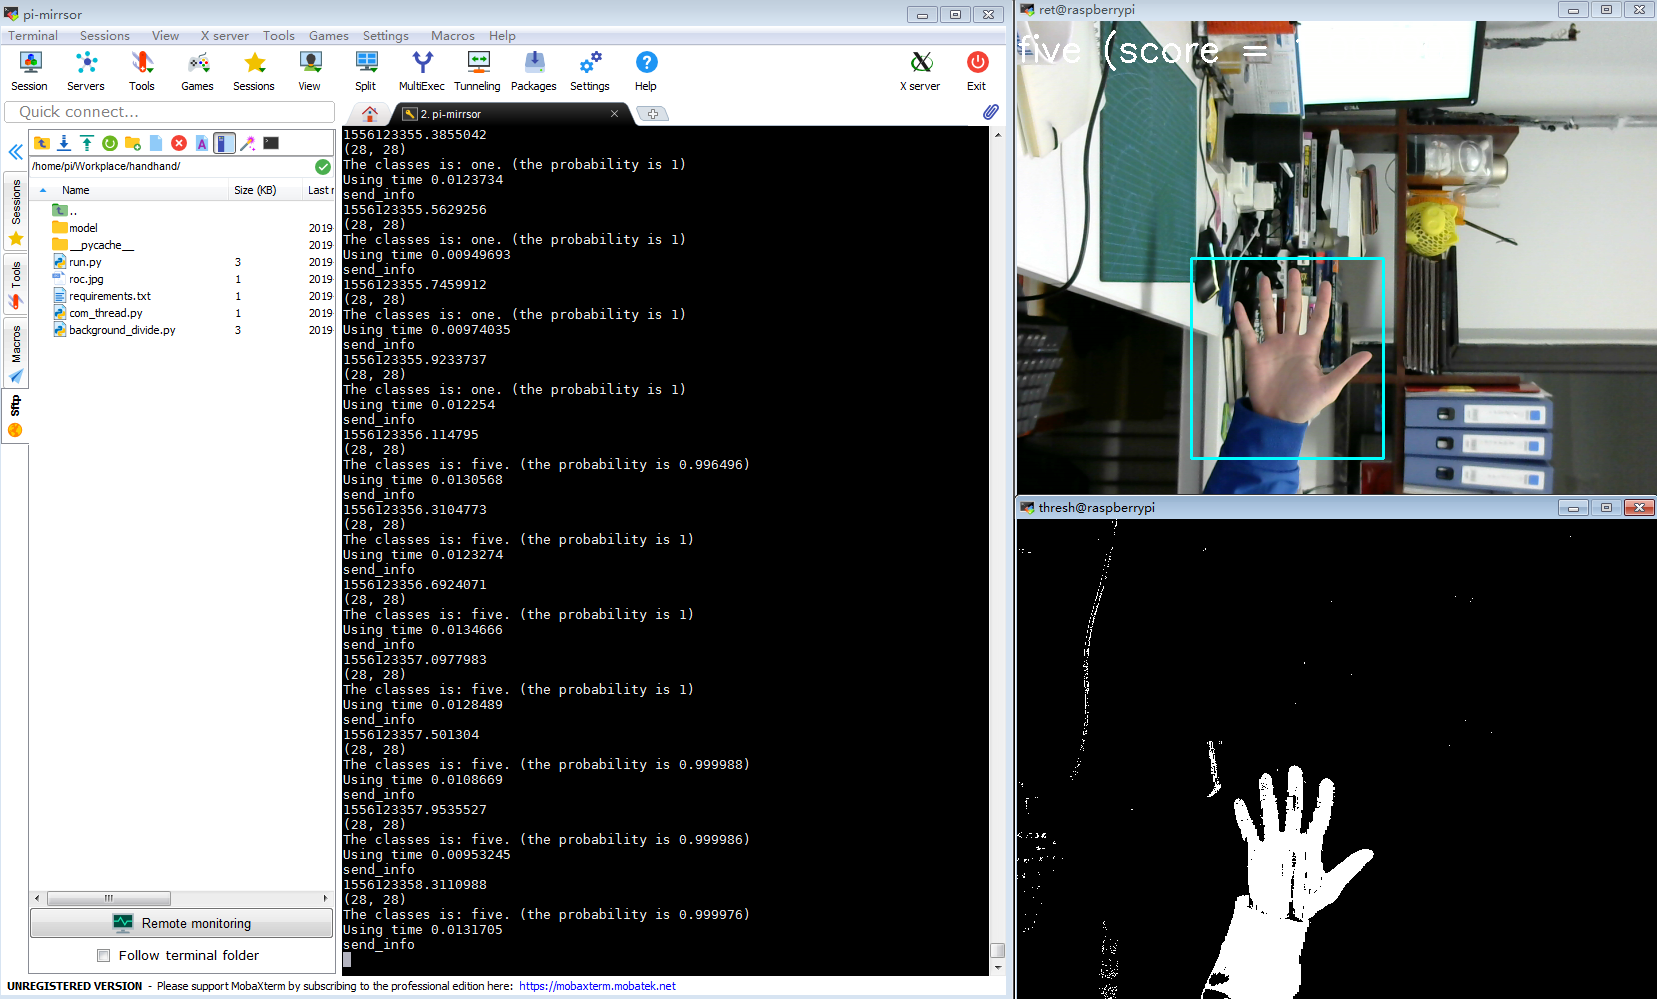 pi-mirrsor
Terminal Sessions View X server Tools Games Settings Macros Help
Session Servers Tools Games Sessions View Split MultiExec Tunneling Packages Settings Help X server Exit
Quick connect...
2. pi-mirrsor
/home/pi/Workplace/handhand/
Name Size (KB) Last r
..
model 2019
__pycache__ 2019
run.py 3 2019
roc.jpg 1 2019
requirements.txt 1 2019
com_thread.py 1 2019
background_divide.py 3 2019
Sessions
Tools
Macros
Sftp
Remote monitoring
Follow terminal folder
1556123355.3855042
(28, 28)
The classes is: one. (the probability is 1)
Using time 0.0123734
send_info
1556123355.5629256
(28, 28)
The classes is: one. (the probability is 1)
Using time 0.00949693
send_info
1556123355.7459912
(28, 28)
The classes is: one. (the probability is 1)
Using time 0.00974035
send_info
1556123355.9233737
(28, 28)
The classes is: one. (the probability is 1)
Using time 0.012254
send_info
1556123356.114795
(28, 28)
The classes is: five. (the probability is 0.996496)
Using time 0.0130568
send_info
1556123356.3104773
(28, 28)
The classes is: five. (the probability is 1)
Using time 0.0123274
send_info
1556123356.6924071
(28, 28)
The classes is: five. (the probability is 1)
Using time 0.0134666
send_info
1556123357.0977983
(28, 28)
The classes is: five. (the probability is 1)
Using time 0.0128489
send_info
1556123357.501304
(28, 28)
The classes is: five. (the probability is 0.999988)
Using time 0.0108669
send_info
1556123357.9535527
(28, 28)
The classes is: five. (the probability is 0.999986)
Using time 0.00953245
send_info
1556123358.3110988
(28, 28)
The classes is: five. (the probability is 0.999976)
Using time 0.0131705
send_info
UNREGISTERED VERSION - Please support MobaXterm by subscribing to the professional edition here: https://mobaxterm.mobatek.net
ret@raspberrypi
five (score =
DELL
thresh@raspberrypi